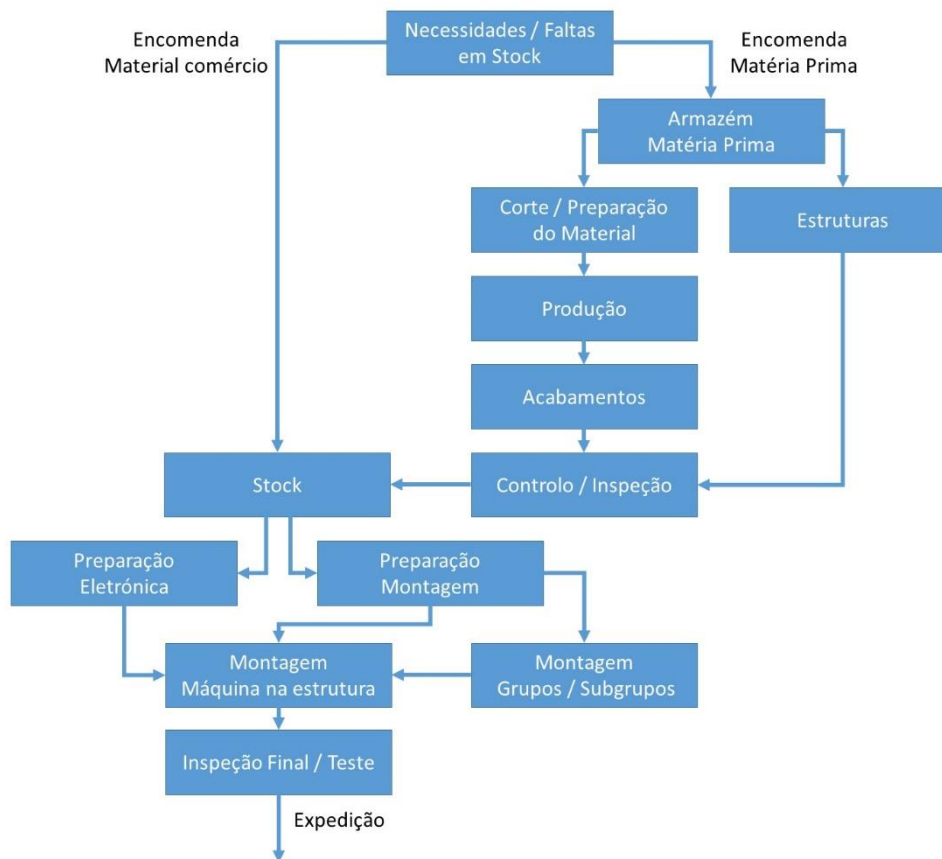 Encomenda
Material comércio
Necessidades / Faltas
em Stock
Encomenda
Matéria Prima
Armazém
Matéria Prima
Corte / Preparação
do Material
Estruturas
Produção
Acabamentos
Stock
Controlo / Inspeção
Preparação
Eletrónica
Preparação
Montagem
Montagem
Máquina na estrutura
Montagem
Grupos / Subgrupos
Inspeção Final / Teste
Expedição